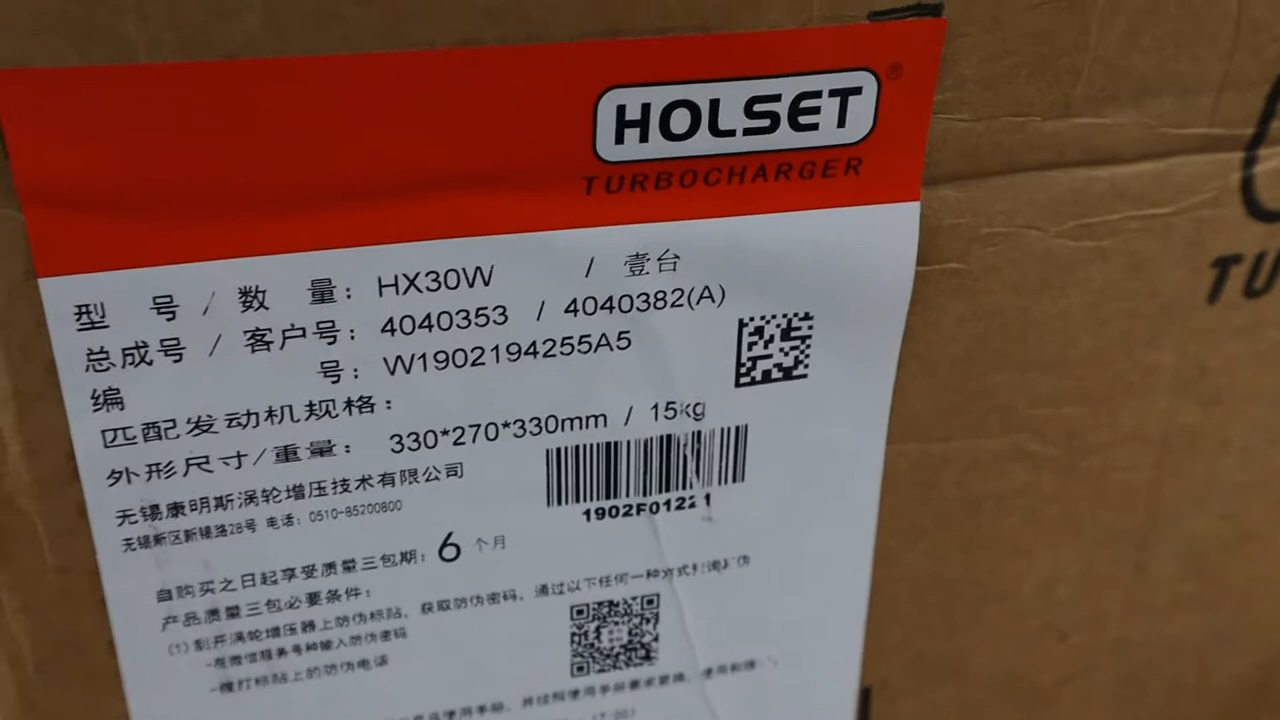 HOLSET®
TURBOCHARGER
型 号 / 数 量： HX30W / 壹台
总成号 / 客户号： 4040353 / 4040382(A)
编 号： W1902194255A5
匹配发动机规格：
外形尺寸/重量： 330*270*330mm / 15kg
无锡康明斯涡轮增压技术有限公司
无锡新区新锡路28号 电话：0510-85200800
1902F01221
自购买之日起享受质量三包期：6 个月
产品质量三包必要条件：
(1) 刮开涡轮增压器上防伪标贴，获取防伪密码，通过以下任何一种方式
-在微信服务号种输入防伪密码
-拨打标贴上的防伪电话
TU